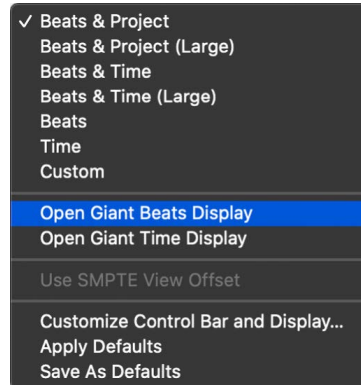 ✓ Beats & Project
Beats & Project (Large)
Beats & Time
Beats & Time (Large)
Beats
Time
Custom
Open Giant Beats Display
Open Giant Time Display
Use SMPTE View Offset
Customize Control Bar and Display...
Apply Defaults
Save As Defaults